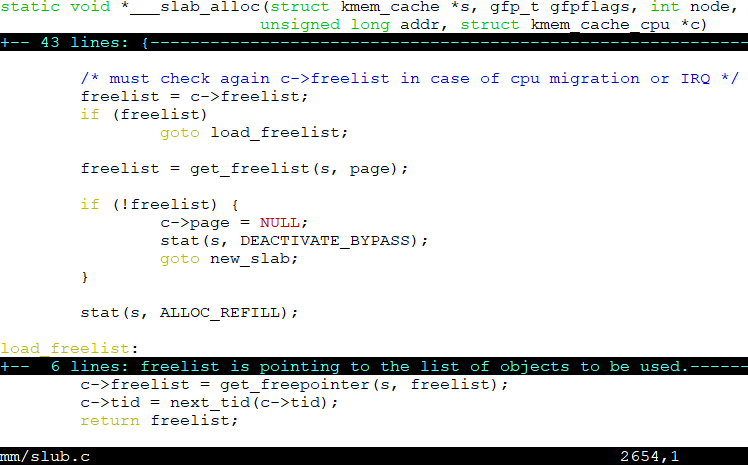 static void *___slab_alloc(struct kmem_cache *s, gfp_t gfpflags, int node,
                          unsigned long addr, struct kmem_cache_cpu *c)
+-- 43 lines: {------------------------------------------------------------
        /* must check again c->freelist in case of cpu migration or IRQ */
        freelist = c->freelist;
        if (freelist)
                goto load_freelist;
        freelist = get_freelist(s, page);
        if (!freelist) {
                c->page = NULL;
                stat(s, DEACTIVATE_BYPASS);
                goto new_slab;
        }
        stat(s, ALLOC_REFILL);
load_freelist:
+--  6 lines: freelist is pointing to the list of objects to be used.------
        c->freelist = get_freepointer(s, freelist);
        c->tid = next_tid(c->tid);
        return freelist;
mm/slub.c                                                     2654,1